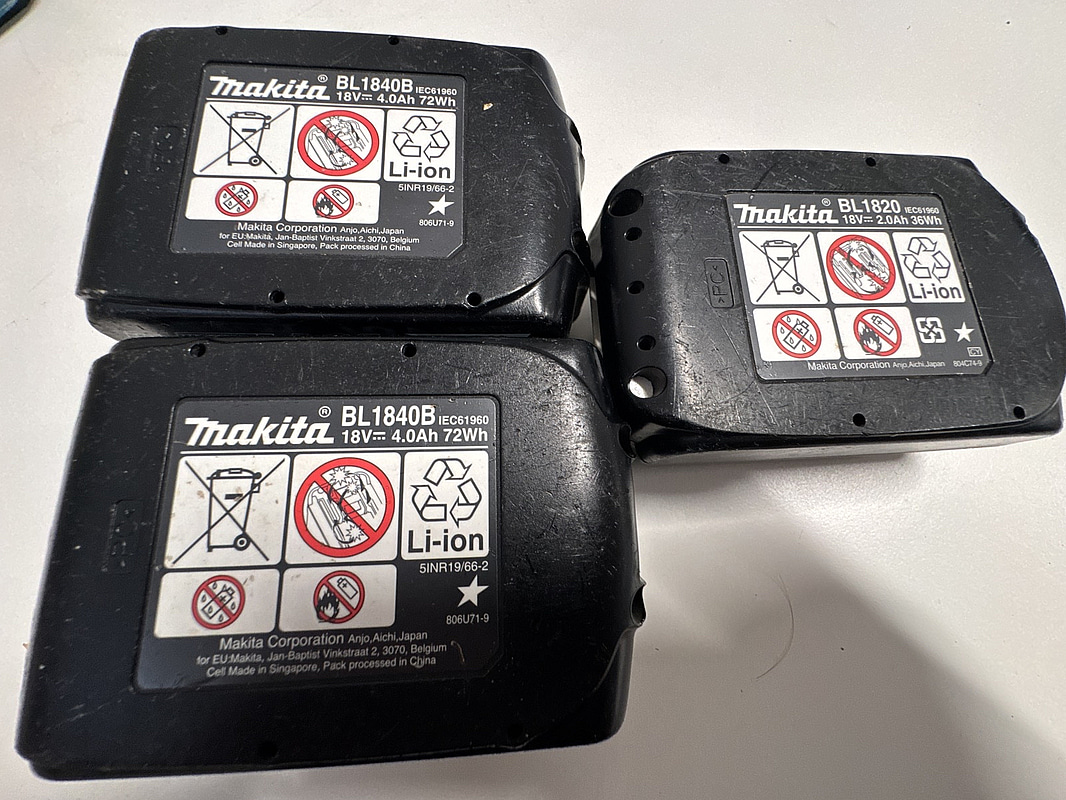 makita® BL1840B IEC61960
18V⎓ 4.0Ah 72Wh
Li-ion
5INR19/66-2
806U71-9
Makita Corporation Anjo,Aichi,Japan
for EU:Makita, Jan-Baptist Vinkstraat 2, 3070, Belgium
Cell Made in Singapore, Pack processed in China
makita® BL1820 IEC61960
18V⎓ 2.0Ah 36Wh
>PC<
Li-ion
Makita Corporation Anjo,Aichi,Japan 804C74-9
makita® BL1840B IEC61960
18V⎓ 4.0Ah 72Wh
Li-ion
5INR19/66-2
806U71-9
Makita Corporation Anjo,Aichi,Japan
for EU:Makita, Jan-Baptist Vinkstraat 2, 3070, Belgium
Cell Made in Singapore, Pack processed in China